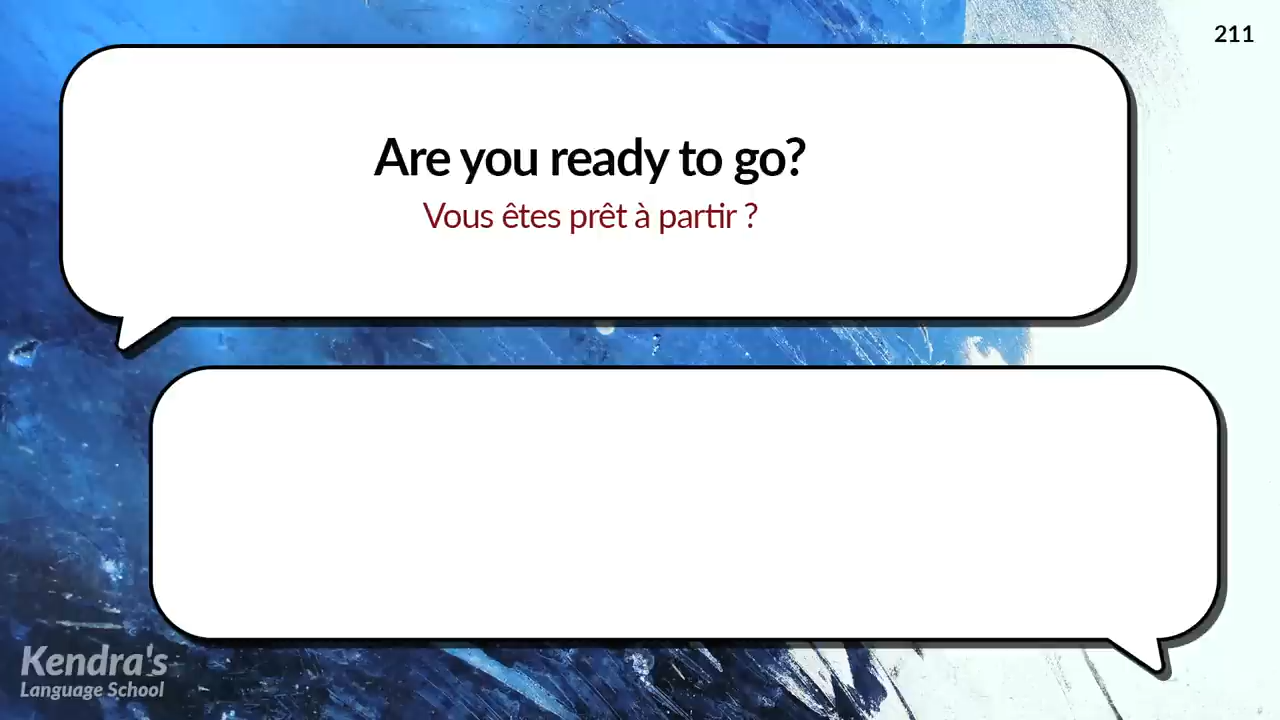 211
Are you ready to go?
Vous êtes prêt à partir ?
Kendra's
Language School